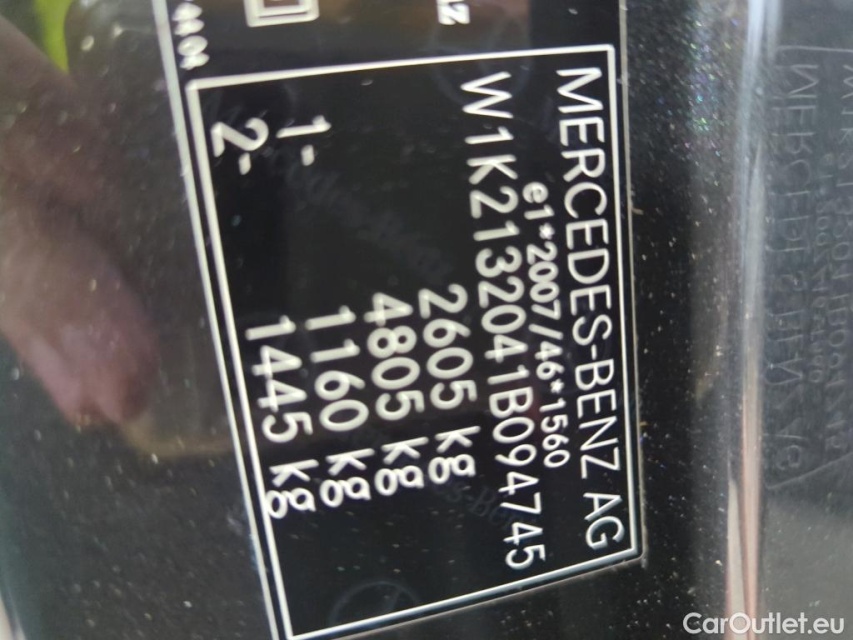 MERCEDES-BENZ AG
e1*2007/46*1560
W1K2132041B094745
2605 kg
4805 kg
1- 1160 kg
2- 1445 kg
CarOutlet.eu